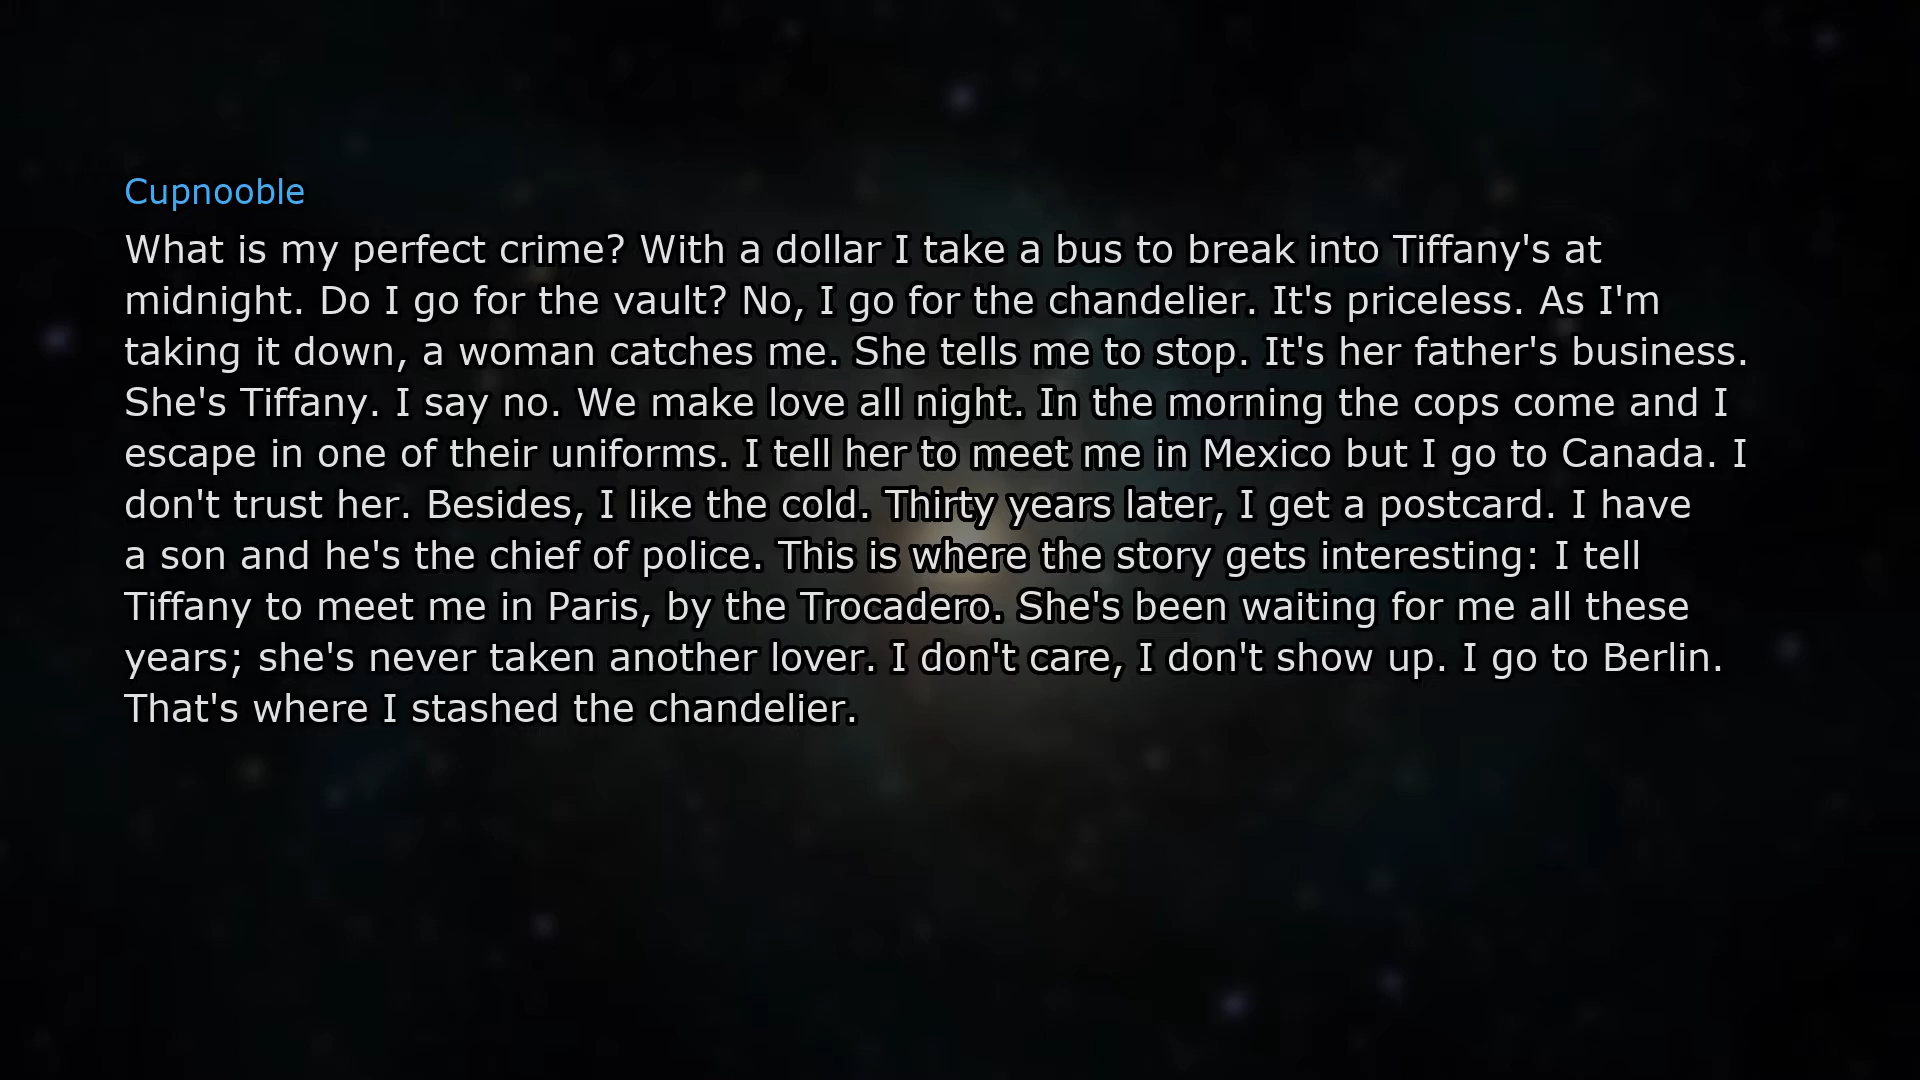 Cupnooble
What is my perfect crime? With a dollar I take a bus to break into Tiffany's at
midnight. Do I go for the vault? No, I go for the chandelier. It's priceless. As I'm
taking it down, a woman catches me. She tells me to stop. It's her father's business.
She's Tiffany. I say no. We make love all night. In the morning the cops come and I
escape in one of their uniforms. I tell her to meet me in Mexico but I go to Canada. I
don't trust her. Besides, I like the cold. Thirty years later, I get a postcard. I have
a son and he's the chief of police. This is where the story gets interesting: I tell
Tiffany to meet me in Paris, by the Trocadero. She's been waiting for me all these
years; she's never taken another lover. I don't care, I don't show up. I go to Berlin.
That's where I stashed the chandelier.